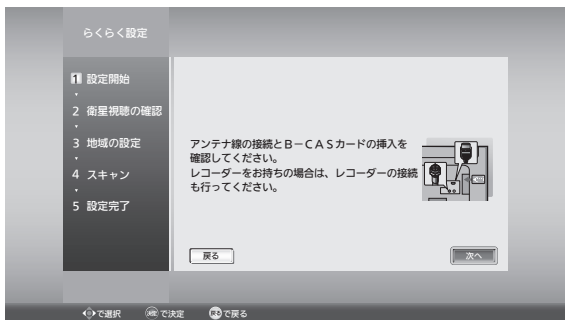 らくらく設定
1 設定開始
2 衛星視聴の確認
3 地域の設定
4 スキャン
5 設定完了
アンテナ線の接続とB－CASカードの挿入を
確認してください。
レコーダーをお持ちの場合は、レコーダーの接続
も行ってください。
戻る
次へ
で選択 決定で決定 戻るで戻る